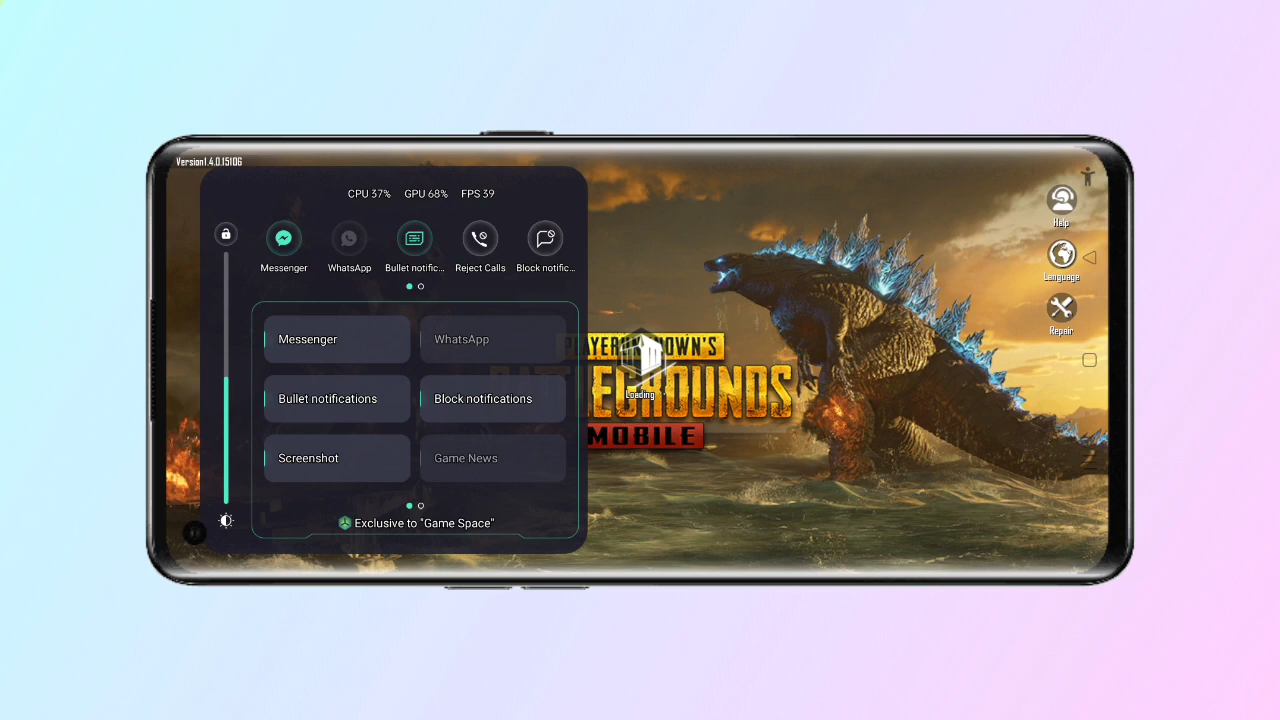 Version1.4.0.15106
CPU 37% GPU 68% FPS 39
Messenger WhatsApp Bullet notific... Reject Calls Block notific...
Messenger WhatsApp
Bullet notifications Block notifications
Screenshot Game News
Exclusive to "Game Space"
Loading
MOBILE
Help
Language
Repair